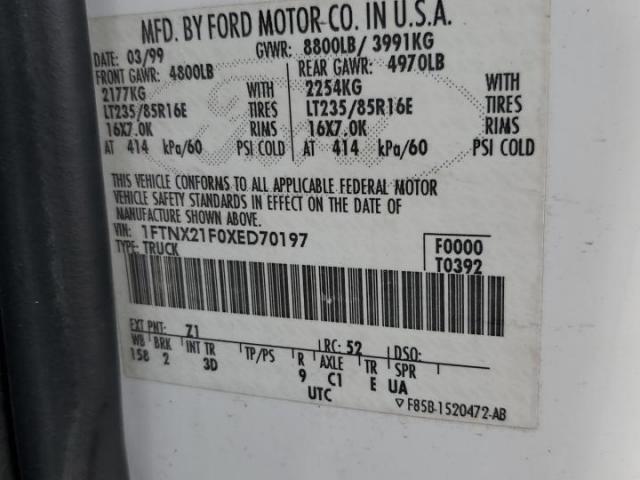 MFD. BY FORD MOTOR CO. IN U.S.A.
DATE: 03/99 GVWR: 8800LB/ 3991KG
FRONT GAWR: 4800LB REAR GAWR: 4970LB
2177KG WITH 2254KG WITH
LT235/85R16E TIRES LT235/85R16E TIRES
16X7.0K RIMS 16X7.0K RIMS
AT 414 kPa/60 PSI COLD AT 414 kPa/60 PSI COLD
THIS VEHICLE CONFORMS TO ALL APPLICABLE FEDERAL MOTOR
VEHICLE SAFETY STANDARDS IN EFFECT ON THE DATE OF
MANUFACTURE SHOWN ABOVE.
VIN: 1FTNX21F0XED70197 F0000
TYPE: TRUCK T0392
EXT PNT: Z1 RC: 52 DSO:
WB BRK INT TR TP/PS R AXLE TR SPR
158 2 3D 9 C1 E UA
UTC
▽F85B-1520472-AB